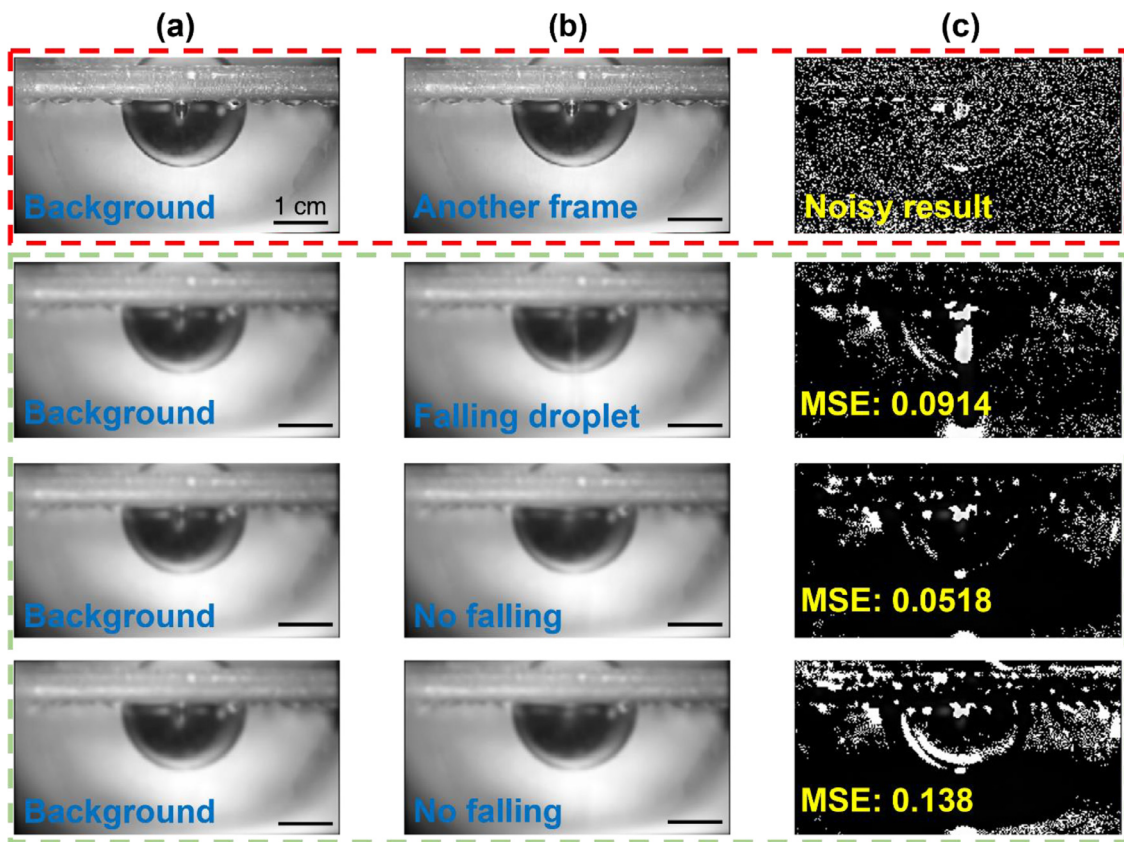 (a) (b) (c)
Background 1 cm Another frame Noisy result
Background Falling droplet MSE: 0.0914
Background No falling MSE: 0.0518
Background No falling MSE: 0.138